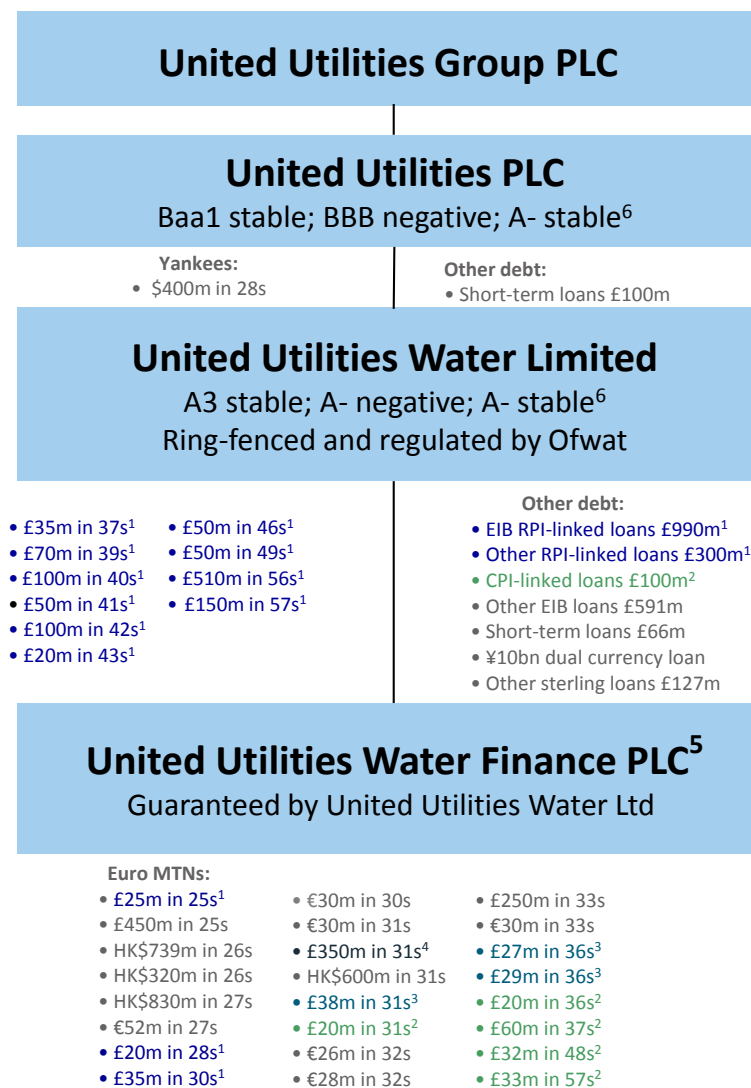 United Utilities Group PLC
United Utilities PLC
Baa1 stable; BBB negative; A- stable⁶
Yankees:
• $400m in 28s
Other debt:
• Short-term loans £100m
United Utilities Water Limited
A3 stable; A- negative; A- stable⁶
Ring-fenced and regulated by Ofwat
• £35m in 37s¹
• £70m in 39s¹
• £100m in 40s¹
• £50m in 41s¹
• £100m in 42s¹
• £20m in 43s¹
• £50m in 46s¹
• £50m in 49s¹
• £510m in 56s¹
• £150m in 57s¹
Other debt:
• EIB RPI-linked loans £990m¹
• Other RPI-linked loans £300m¹
• CPI-linked loans £100m²
• Other EIB loans £591m
• Short-term loans £66m
• ¥10bn dual currency loan
• Other sterling loans £127m
United Utilities Water Finance PLC⁵
Guaranteed by United Utilities Water Ltd
Euro MTNs:
• £25m in 25s¹
• £450m in 25s
• HK$739m in 26s
• HK$320m in 26s
• HK$830m in 27s
• €52m in 27s
• £20m in 28s¹
• £35m in 30s¹
• €30m in 30s
• €30m in 31s
• £350m in 31s⁴
• HK$600m in 31s
• £38m in 31s³
• £20m in 31s²
• €26m in 32s
• €28m in 32s
• £250m in 33s
• €30m in 33s
• £27m in 36s³
• £29m in 36s³
• £20m in 36s²
• £60m in 37s²
• £32m in 48s²
• £33m in 57s²